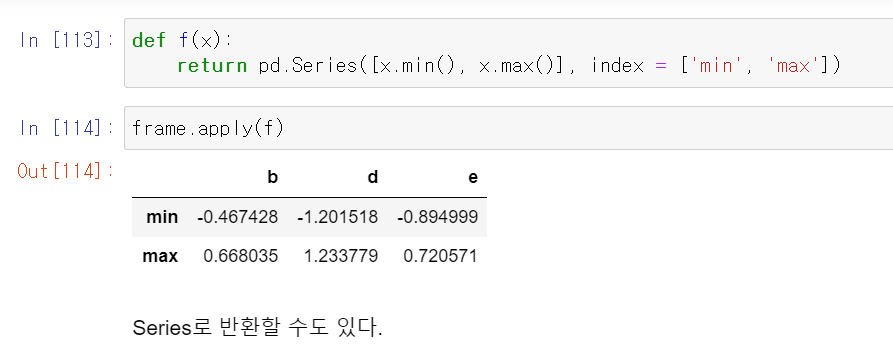 In [113]: def f(x):
return pd.Series([x.min(), x.max()], index = ['min', 'max'])
In [114]: frame.apply(f)
Out[114]:
b d e
min -0.467428 -1.201518 -0.894999
max 0.668035 1.233779 0.720571
Series로 반환할 수도 있다.